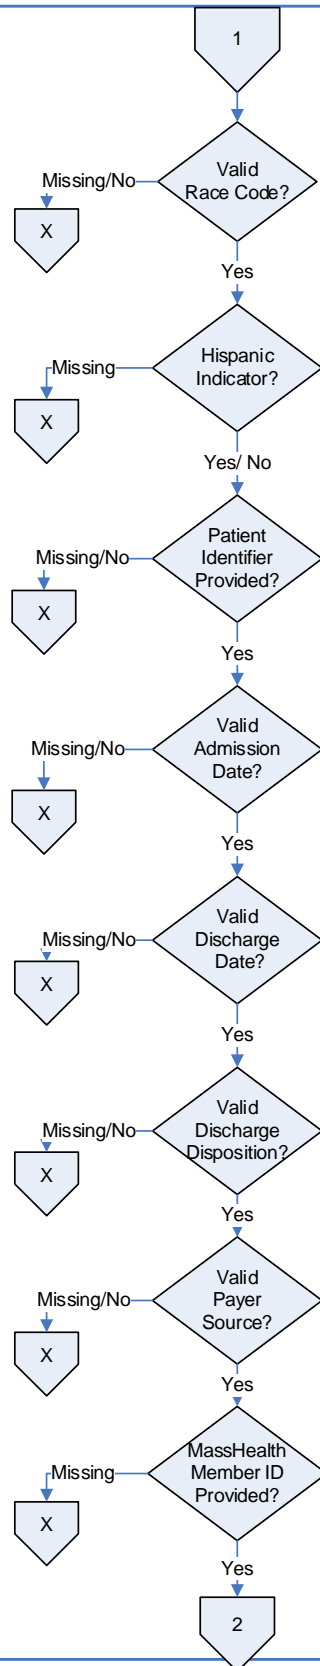 1
Valid
Race Code?
Missing/No
X
Yes
Hispanic
Indicator?
Missing
X
Yes/ No
Patient
Identifier
Provided?
Missing/No
X
Yes
Valid
Admission
Date?
Missing/No
X
Yes
Valid
Discharge
Date?
Missing/No
X
Yes
Valid
Discharge
Disposition?
Missing/No
X
Yes
Valid
Payer
Source?
Missing/No
X
Yes
MassHealth
Member ID
Provided?
Missing
X
Yes
2